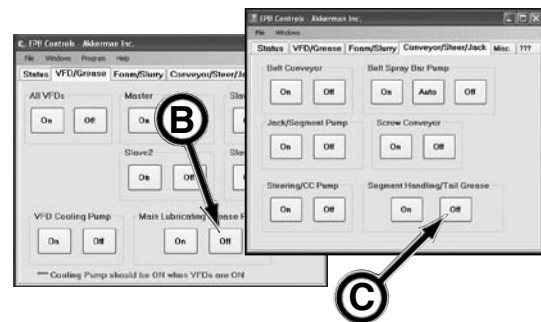 EPB Controls - Akkerman Inc.
File Windows Program Help
Status VFD/Grease Foam/Slurry Conveyor/Steer/Ja
All VFDs
Master
Sla
On Off On
B
Slave2
Sla
On
Off
VFD Cooling Pump
Main Lubricating Grease P
On Off On Off
*** Cooling Pump should be ON when VFDs are ON
EPB Controls - Akkerman Inc.
File Windows
Status VFD/Grease Foam/Slurry Conveyor/Steer/Jack Misc. ???
Belt Conveyor
Belt Spray Bar Pump
On Off On Auto Off
Jack/Segment Pump
Screw Conveyor
On Off On Off
Steering/CC Pump
Segment Handling/Tail Grease
On Off On Off
C